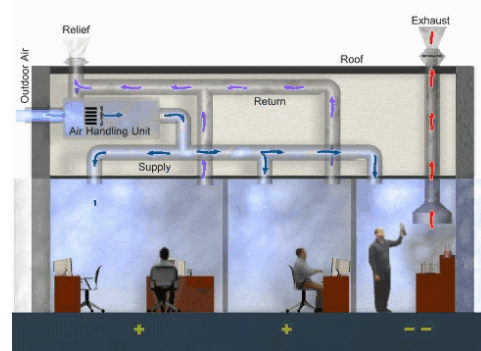 Exhaust
Relief
Roof
Outdoor Air
Return
Air Handling Unit
Supply
+
+
− −